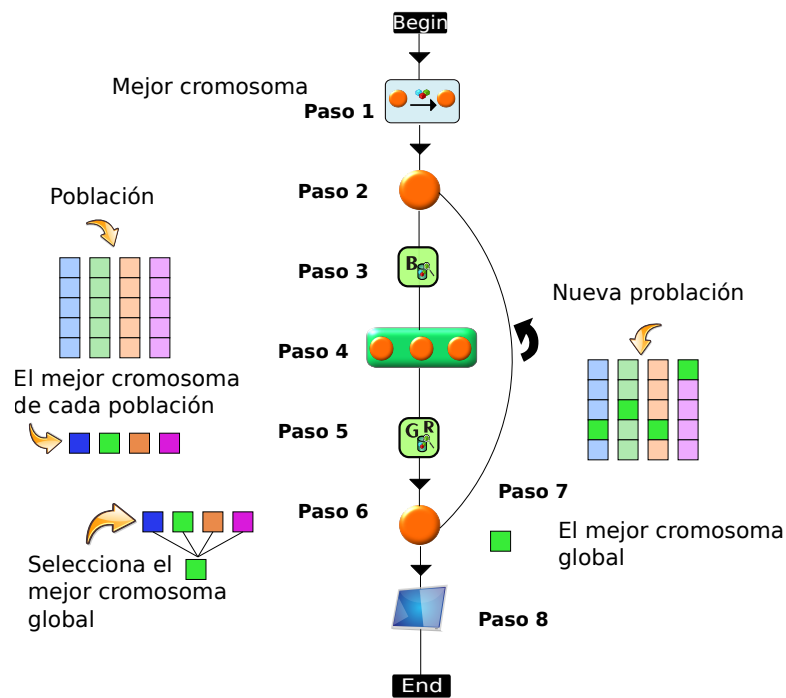 Begin
Mejor cromosoma
Paso 1
Paso 2
Población
Paso 3
B
Nueva problación
Paso 4
El mejor cromosoma
de cada población
Paso 5
G R
Paso 7
Paso 6
El mejor cromosoma
global
Selecciona el
mejor cromosoma
global
Paso 8
End